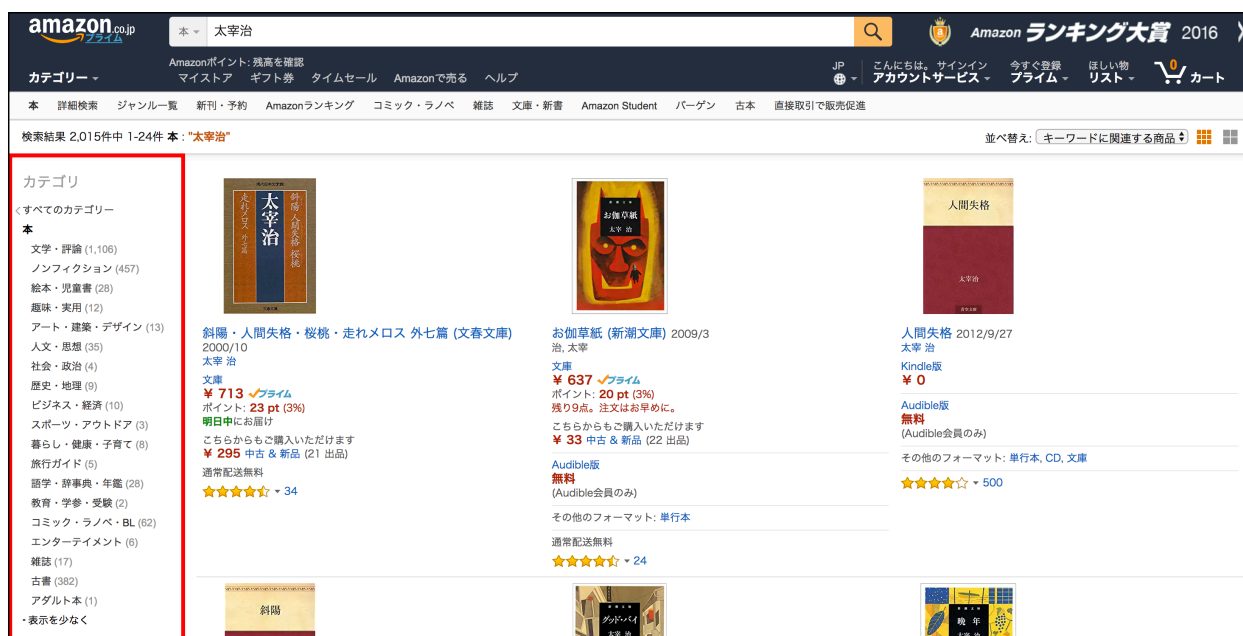 amazon.co.jp
プライム
本
太宰治
Amazon ランキング大賞 2016
カテゴリー
Amazonポイント: 残高を確認
マイストア ギフト券 タイムセール Amazonで売る ヘルプ
JP
こんにちは。サインイン
アカウントサービス
今すぐ登録
プライム
ほしい物
リスト
0
カート
本 詳細検索 ジャンル一覧 新刊・予約 Amazonランキング コミック・ラノベ 雑誌 文庫・新書 Amazon Student バーゲン 古本 直接取引で販売促進
検索結果 2,015件中 1-24件 本 : "太宰治"
並べ替え: キーワードに関連する商品
カテゴリ
すべてのカテゴリー
本
文学・評論 (1,106)
ノンフィクション (457)
絵本・児童書 (28)
趣味・実用 (12)
アート・建築・デザイン (13)
人文・思想 (35)
社会・政治 (4)
歴史・地理 (9)
ビジネス・経済 (10)
スポーツ・アウトドア (3)
暮らし・健康・子育て (8)
旅行ガイド (5)
語学・辞事典・年鑑 (28)
教育・学参・受験 (2)
コミック・ラノベ・BL (62)
エンターテイメント (6)
雑誌 (17)
古書 (382)
アダルト本 (1)
- 表示を少なく
斜陽 人間失格 桜桃
太宰治
走れメロス 外七篇
斜陽・人間失格・桜桃・走れメロス 外七篇 (文春文庫)
2000/10
太宰 治
文庫
¥ 713 プライム
ポイント: 23 pt (3%)
明日中にお届け
こちらからもご購入いただけます
¥ 295 中古 & 新品 (21 出品)
通常配送無料
34
お伽草紙
太宰 治
お伽草紙 (新潮文庫) 2009/3
治, 太宰
文庫
¥ 637 プライム
ポイント: 20 pt (3%)
残り9点。注文はお早めに。
こちらからもご購入いただけます
¥ 33 中古 & 新品 (22 出品)
Audible版
無料
(Audible会員のみ)
その他のフォーマット: 単行本
通常配送無料
24
人間失格
太宰治
人間失格 2012/9/27
太宰 治
Kindle版
¥ 0
Audible版
無料
(Audible会員のみ)
その他のフォーマット: 単行本, CD, 文庫
500
斜陽
グッド・バイ
太宰 治
晩年
太宰 治